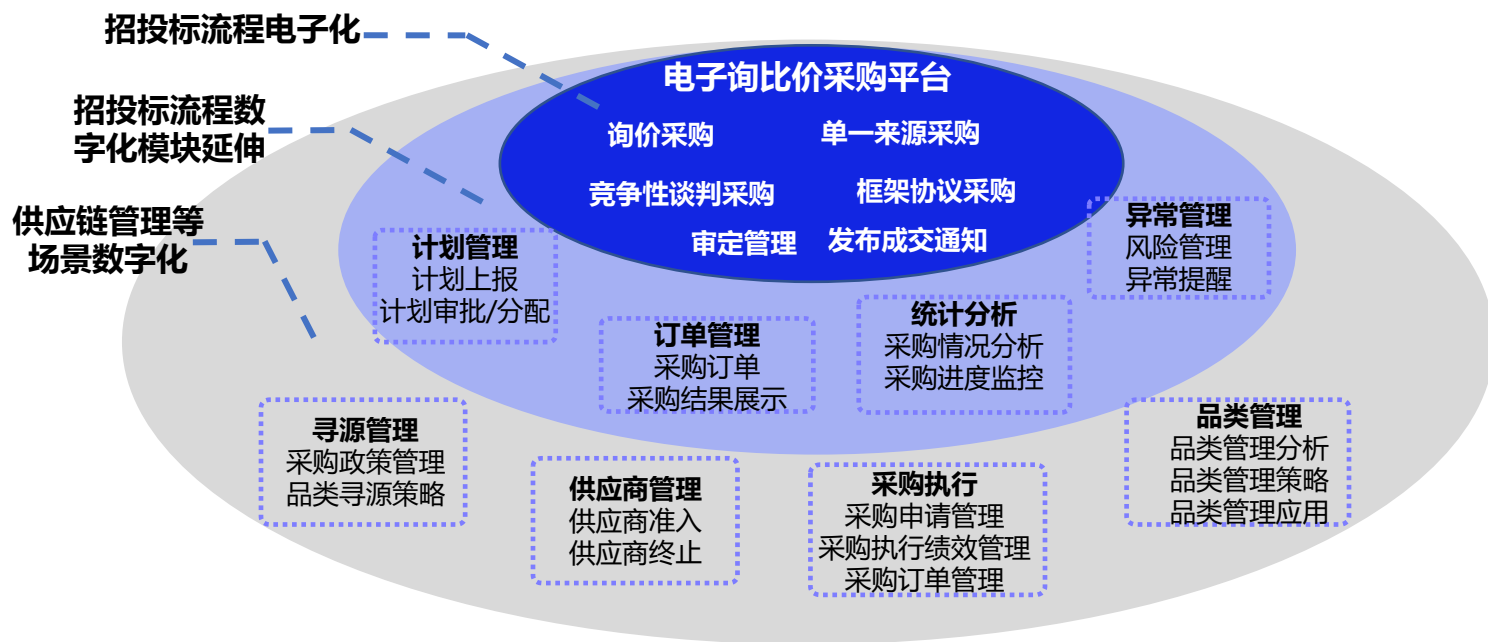 招投标流程电子化
招投标流程数
字化模块延伸
供应链管理等
场景数字化
电子询比价采购平台
询价采购
单一来源采购
竞争性谈判采购
框架协议采购
审定管理
发布成交通知
计划管理
计划上报
计划审批/分配
订单管理
采购订单
采购结果展示
统计分析
采购情况分析
采购进度监控
异常管理
风险管理
异常提醒
寻源管理
采购政策管理
品类寻源策略
供应商管理
供应商准入
供应商终止
采购执行
采购申请管理
采购执行绩效管理
采购订单管理
品类管理
品类管理分析
品类管理策略
品类管理应用